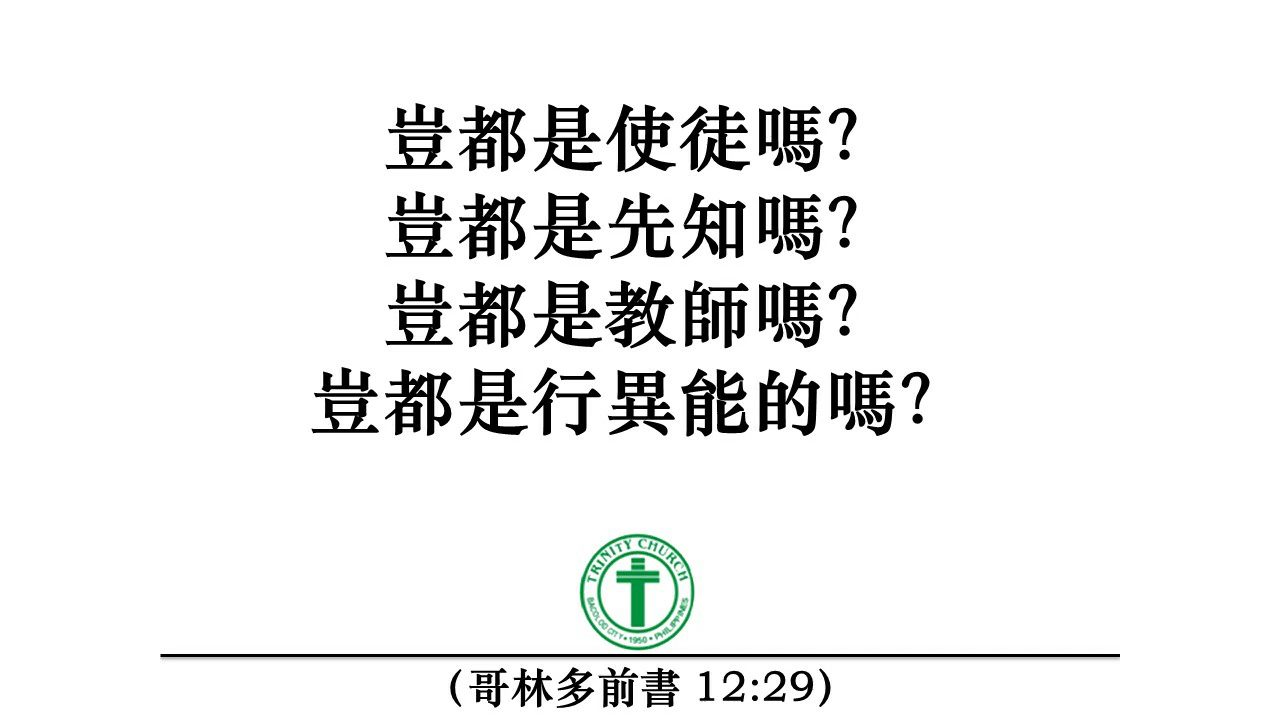 豈都是使徒嗎?
豈都是先知嗎?
豈都是教師嗎?
豈都是行異能的嗎?
TRINITY CHURCH
BACOLOD CITY • 1950 • PHILIPPINES
(哥林多前書 12:29)